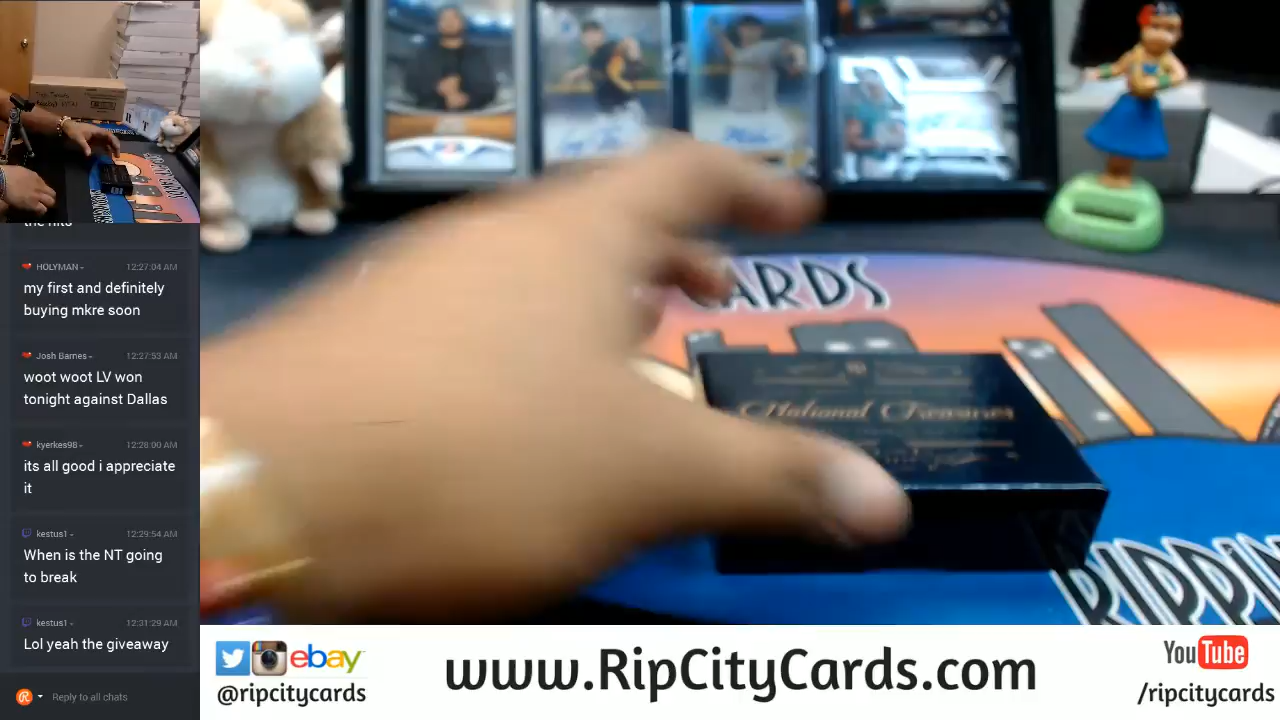 HOLYMAN
12:27:04 AM
my first and definitely
buying mkre soon
Josh Barnes
12:27:53 AM
woot woot LV won
tonight against Dallas
kyerkes98
12:28:00 AM
its all good i appreciate
it
kestus1
12:29:54 AM
When is the NT going
to break
kestus1
12:31:29 AM
Lol yeah the giveaway
Reply to all chats
CARDS
National Treasures
RIPPIN
ebay
@ripcitycards
www.RipCityCards.com
YouTube
/ripcitycards